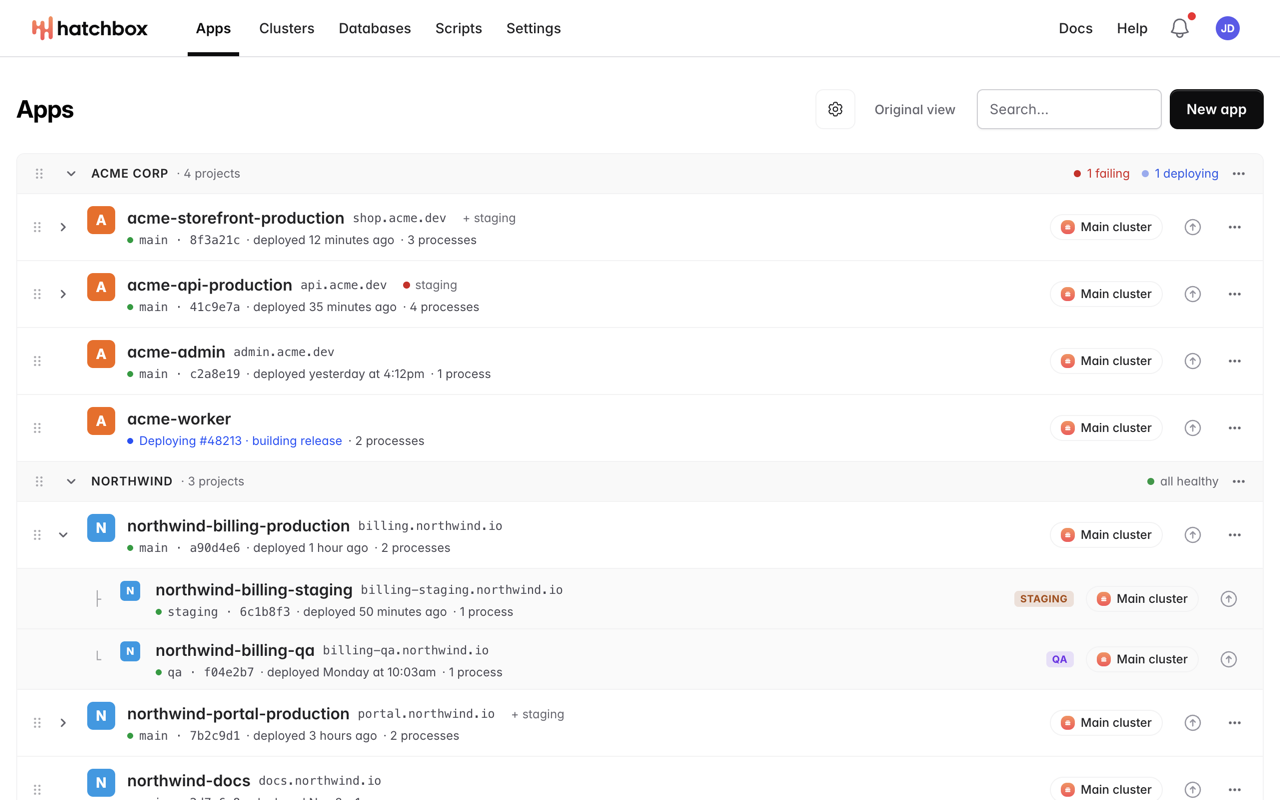 hatchbox Apps Clusters Databases Scripts Settings Docs Help JD
Apps Original view Search... New app
ACME CORP · 4 projects 1 failing 1 deploying
A acme-storefront-production shop.acme.dev + staging Main cluster
main · 8f3a21c · deployed 12 minutes ago · 3 processes
A acme-api-production api.acme.dev staging Main cluster
main · 41c9e7a · deployed 35 minutes ago · 4 processes
A acme-admin admin.acme.dev Main cluster
main · c2a8e19 · deployed yesterday at 4:12pm · 1 process
A acme-worker Main cluster
Deploying #48213 · building release · 2 processes
NORTHWIND · 3 projects all healthy
N northwind-billing-production billing.northwind.io Main cluster
main · a90d4e6 · deployed 1 hour ago · 2 processes
N northwind-billing-staging billing-staging.northwind.io STAGING Main cluster
staging · 6c1b8f3 · deployed 50 minutes ago · 1 process
N northwind-billing-qa billing-qa.northwind.io QA Main cluster
qa · f04e2b7 · deployed Monday at 10:03am · 1 process
N northwind-portal-production portal.northwind.io + staging Main cluster
main · 7b2c9d1 · deployed 3 hours ago · 2 processes
N northwind-docs docs.northwind.io Main cluster